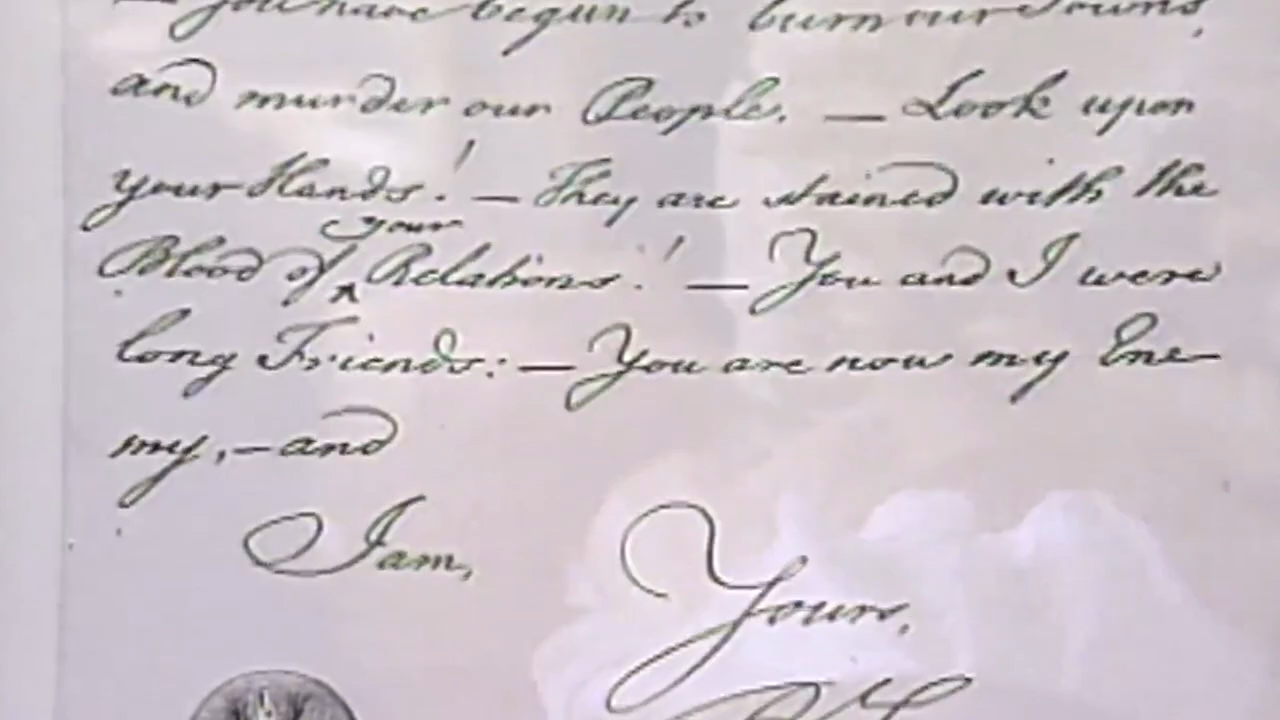 — You have begun to burn our Towns,
and murder our People. — Look upon
your Hands! — They are stained with the
your
Blood of ^ Relations! — You and I were
long Friends: — You are now my Ene-
my, — and
I am,
Yours,